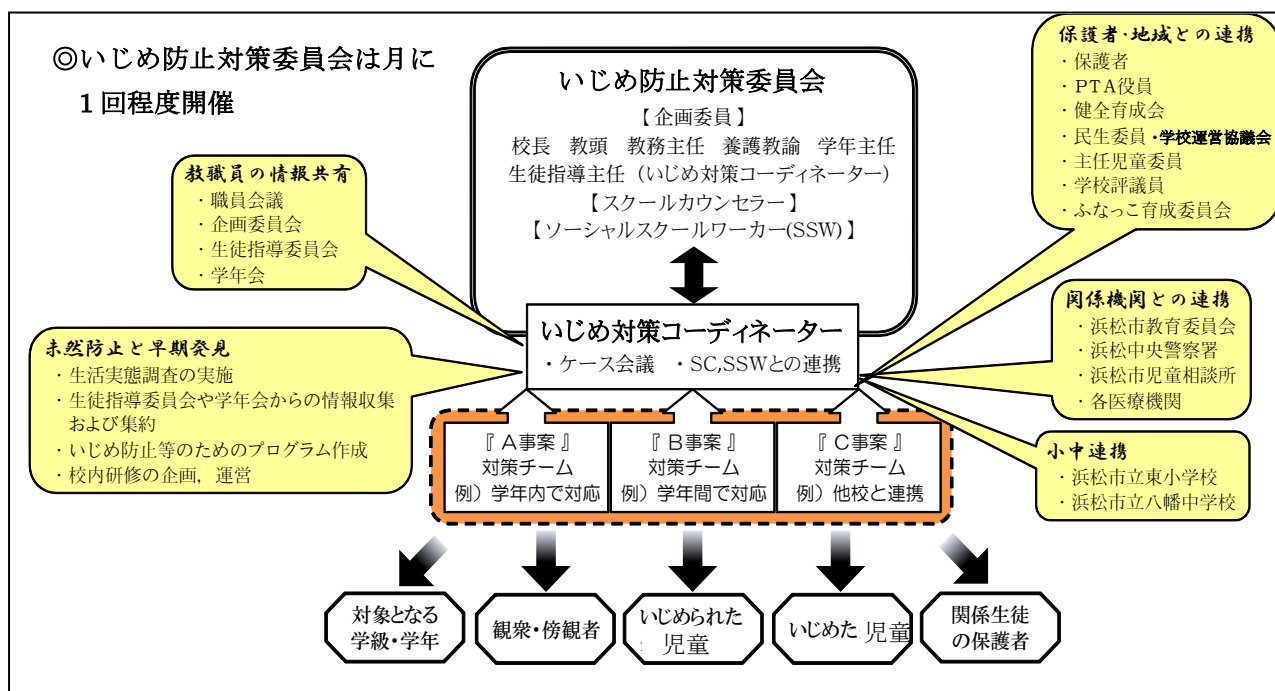 ◎いじめ防止対策委員会は月に
1回程度開催
いじめ防止対策委員会
【企画委員】
校長 教頭 教務主任 養護教諭 学年主任
生徒指導主任（いじめ対策コーディネーター）
【スクールカウンセラー】
【ソーシャルスクールワーカー(SSW)】
教職員の情報共有
・職員会議
・企画委員会
・生徒指導委員会
・学年会
保護者・地域との連携
・保護者
・PTA役員
・健全育成会
・民生委員・学校運営協議会
・主任児童委員
・学校評議員
・ふなっこ育成委員会
いじめ対策コーディネーター
・ケース会議 ・SC,SSWとの連携
未然防止と早期発見
・生活実態調査の実施
・生徒指導委員会や学年会からの情報収集
および集約
・いじめ防止等のためのプログラム作成
・校内研修の企画，運営
関係機関との連携
・浜松市教育委員会
・浜松中央警察署
・浜松市児童相談所
・各医療機関
小中連携
・浜松市立東小学校
・浜松市立八幡中学校
『A事案』
対策チーム
例）学年内で対応
『B事案』
対策チーム
例）学年間で対応
『C事案』
対策チーム
例）他校と連携
対象となる
学級・学年
観衆・傍観者
いじめられた
児童
いじめた 児童
関係生徒
の保護者